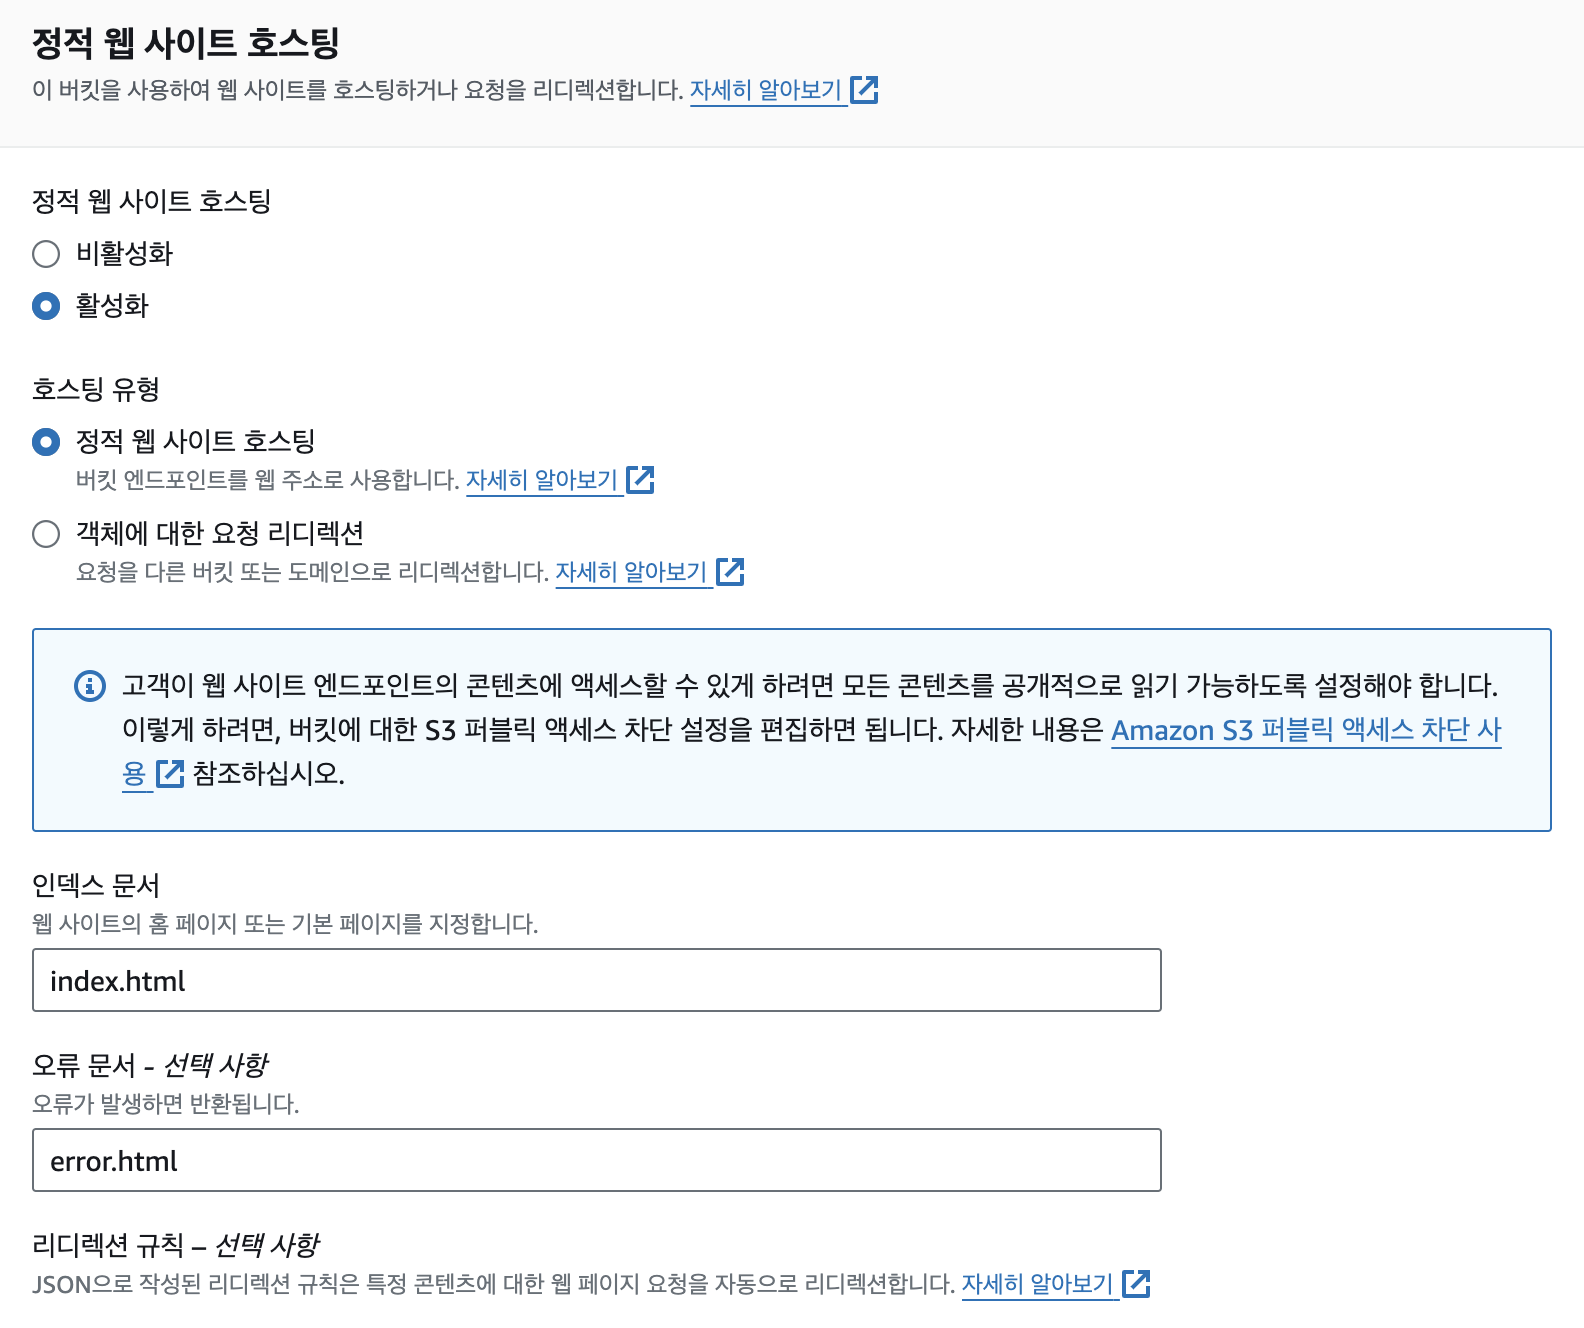 정적 웹 사이트 호스팅
이 버킷을 사용하여 웹 사이트를 호스팅하거나 요청을 리디렉션합니다. 자세히 알아보기
정적 웹 사이트 호스팅
비활성화
활성화
호스팅 유형
정적 웹 사이트 호스팅
버킷 엔드포인트를 웹 주소로 사용합니다. 자세히 알아보기
객체에 대한 요청 리디렉션
요청을 다른 버킷 또는 도메인으로 리디렉션합니다. 자세히 알아보기
고객이 웹 사이트 엔드포인트의 콘텐츠에 액세스할 수 있게 하려면 모든 콘텐츠를 공개적으로 읽기 가능하도록 설정해야 합니다.
이렇게 하려면, 버킷에 대한 S3 퍼블릭 액세스 차단 설정을 편집하면 됩니다. 자세한 내용은 Amazon S3 퍼블릭 액세스 차단 사
용 참조하십시오.
인덱스 문서
웹 사이트의 홈 페이지 또는 기본 페이지를 지정합니다.
index.html
오류 문서 - 선택 사항
오류가 발생하면 반환됩니다.
error.html
리디렉션 규칙 – 선택 사항
JSON으로 작성된 리디렉션 규칙은 특정 콘텐츠에 대한 웹 페이지 요청을 자동으로 리디렉션합니다. 자세히 알아보기